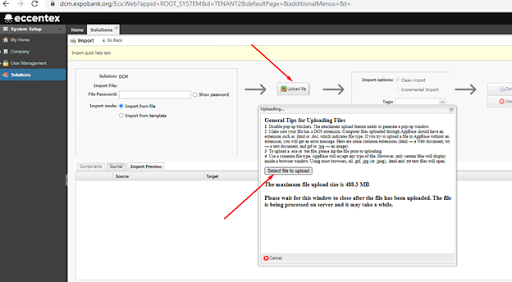 dcm.expobank.org/Ecx.Web?appid=ROOT_SYSTEM&d=TENANT2&defaultPage=&additionalMenus=&t=
eccentex
System Setup
Home
Solutions
My Home
Import
Go Back
Company
Import quick help text
User Management
Solutions
Solution: DCM
Import File:
File Password:
Show password
Import mode:
Import from file
Import from template
Upload file
Import options:
Clean import
Incremental Import
Tags:
Uploading...
General Tips for Uploading Files
1 Disable pop-up blockers. The attachment upload feature needs to generate a pop-up window.
2 Make sure your file has a DOS extension. Computer files uploaded through AppBase should have an
extension such as .html or .doc, which indicates file type. If you try to upload a file to AppBase without an
extension, you will get an error message. Here are some common extensions: (html — a Web document, txt
— a text document, and gif or jpg — an image).
3 To upload a .exe or .bat file, please zip the file prior to uploading.
4 Use a common file type. AppBase will accept any type of file. However, only certain files will display
inside a browser window. Using most browsers, all .gif, .jpg (or .jpeg), .html and .txt text files will open.
Select file to upload
The maximum file upload size is 488.3 MB
Please wait for this window to close after the file has been uploaded. The file
is being processed on server and it may take a while.
Cancel
Components
Journal
Import Preview
Source
Target